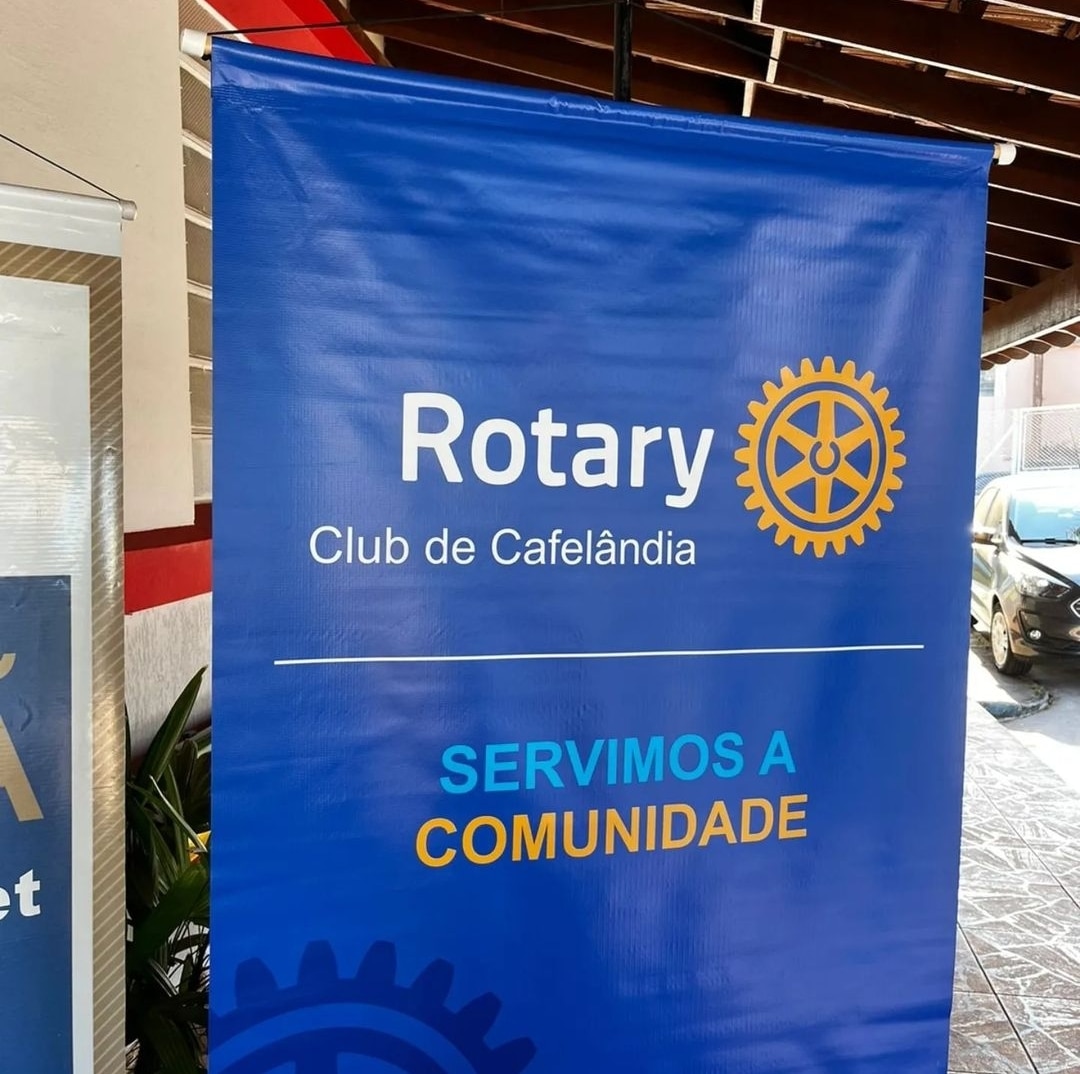 Rotary
Club de Cafelândia
SERVIMOS A
COMUNIDADE